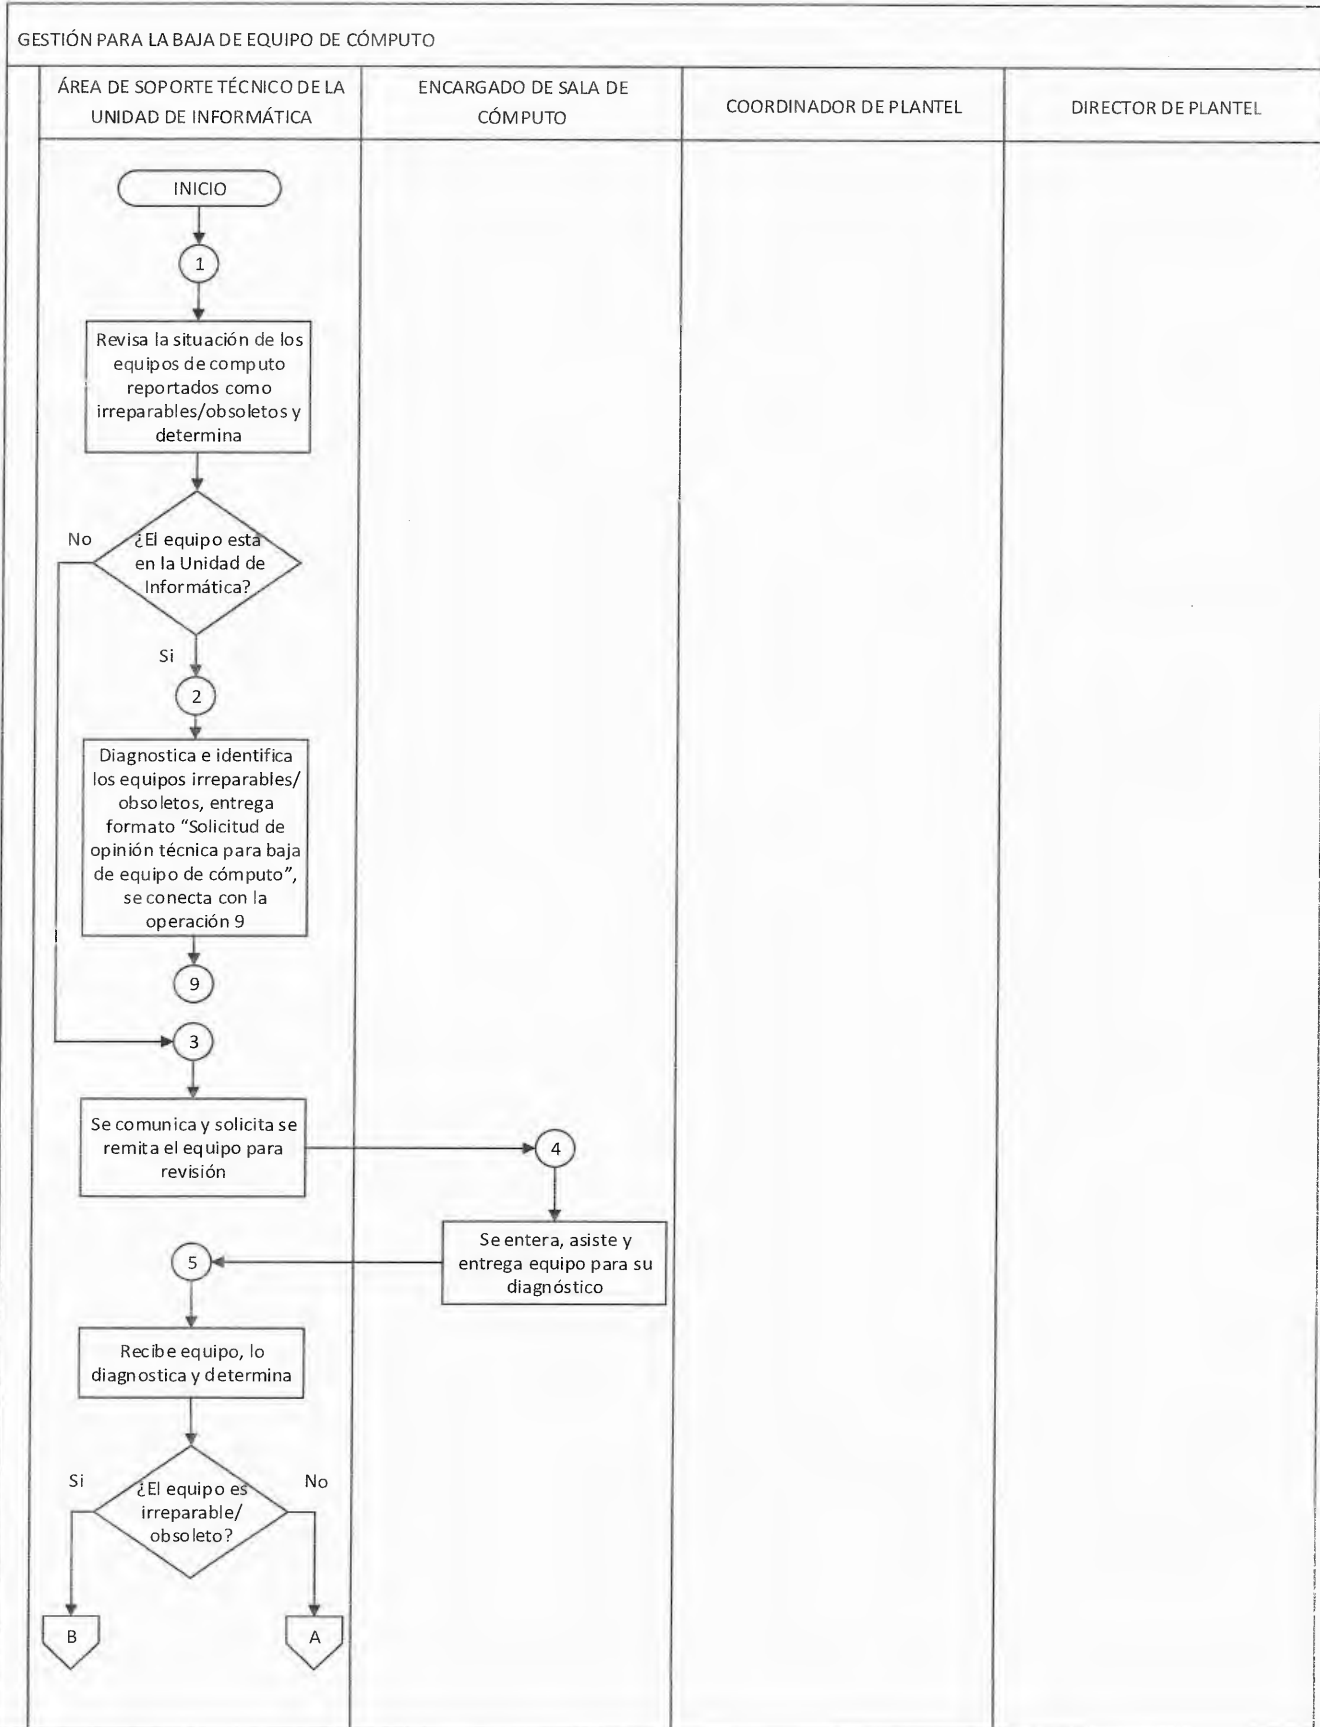 GESTIÓN PARA LA BAJA DE EQUIPO DE CÓMPUTO
ÁREA DE SOPORTE TÉCNICO DE LA
UNIDAD DE INFORMÁTICA
ENCARGADO DE SALA DE
CÓMPUTO
COORDINADOR DE PLANTEL
DIRECTOR DE PLANTEL
INICIO
1
Revisa la situación de los
equipos de computo
reportados como
irreparables/obsoletos y
determina
No
¿El equipo está
en la Unidad de
Informática?
Si
2
Diagnostica e identifica
los equipos irreparables/
obsoletos, entrega
formato “Solicitud de
opinión técnica para baja
de equipo de cómputo”,
se conecta con la
operación 9
9
3
Se comunica y solicita se
remita el equipo para
revisión
4
Se entera, asiste y
entrega equipo para su
diagnóstico
5
Recibe equipo, lo
diagnostica y determina
Si
¿El equipo es
irreparable/
obsoleto?
No
B
A